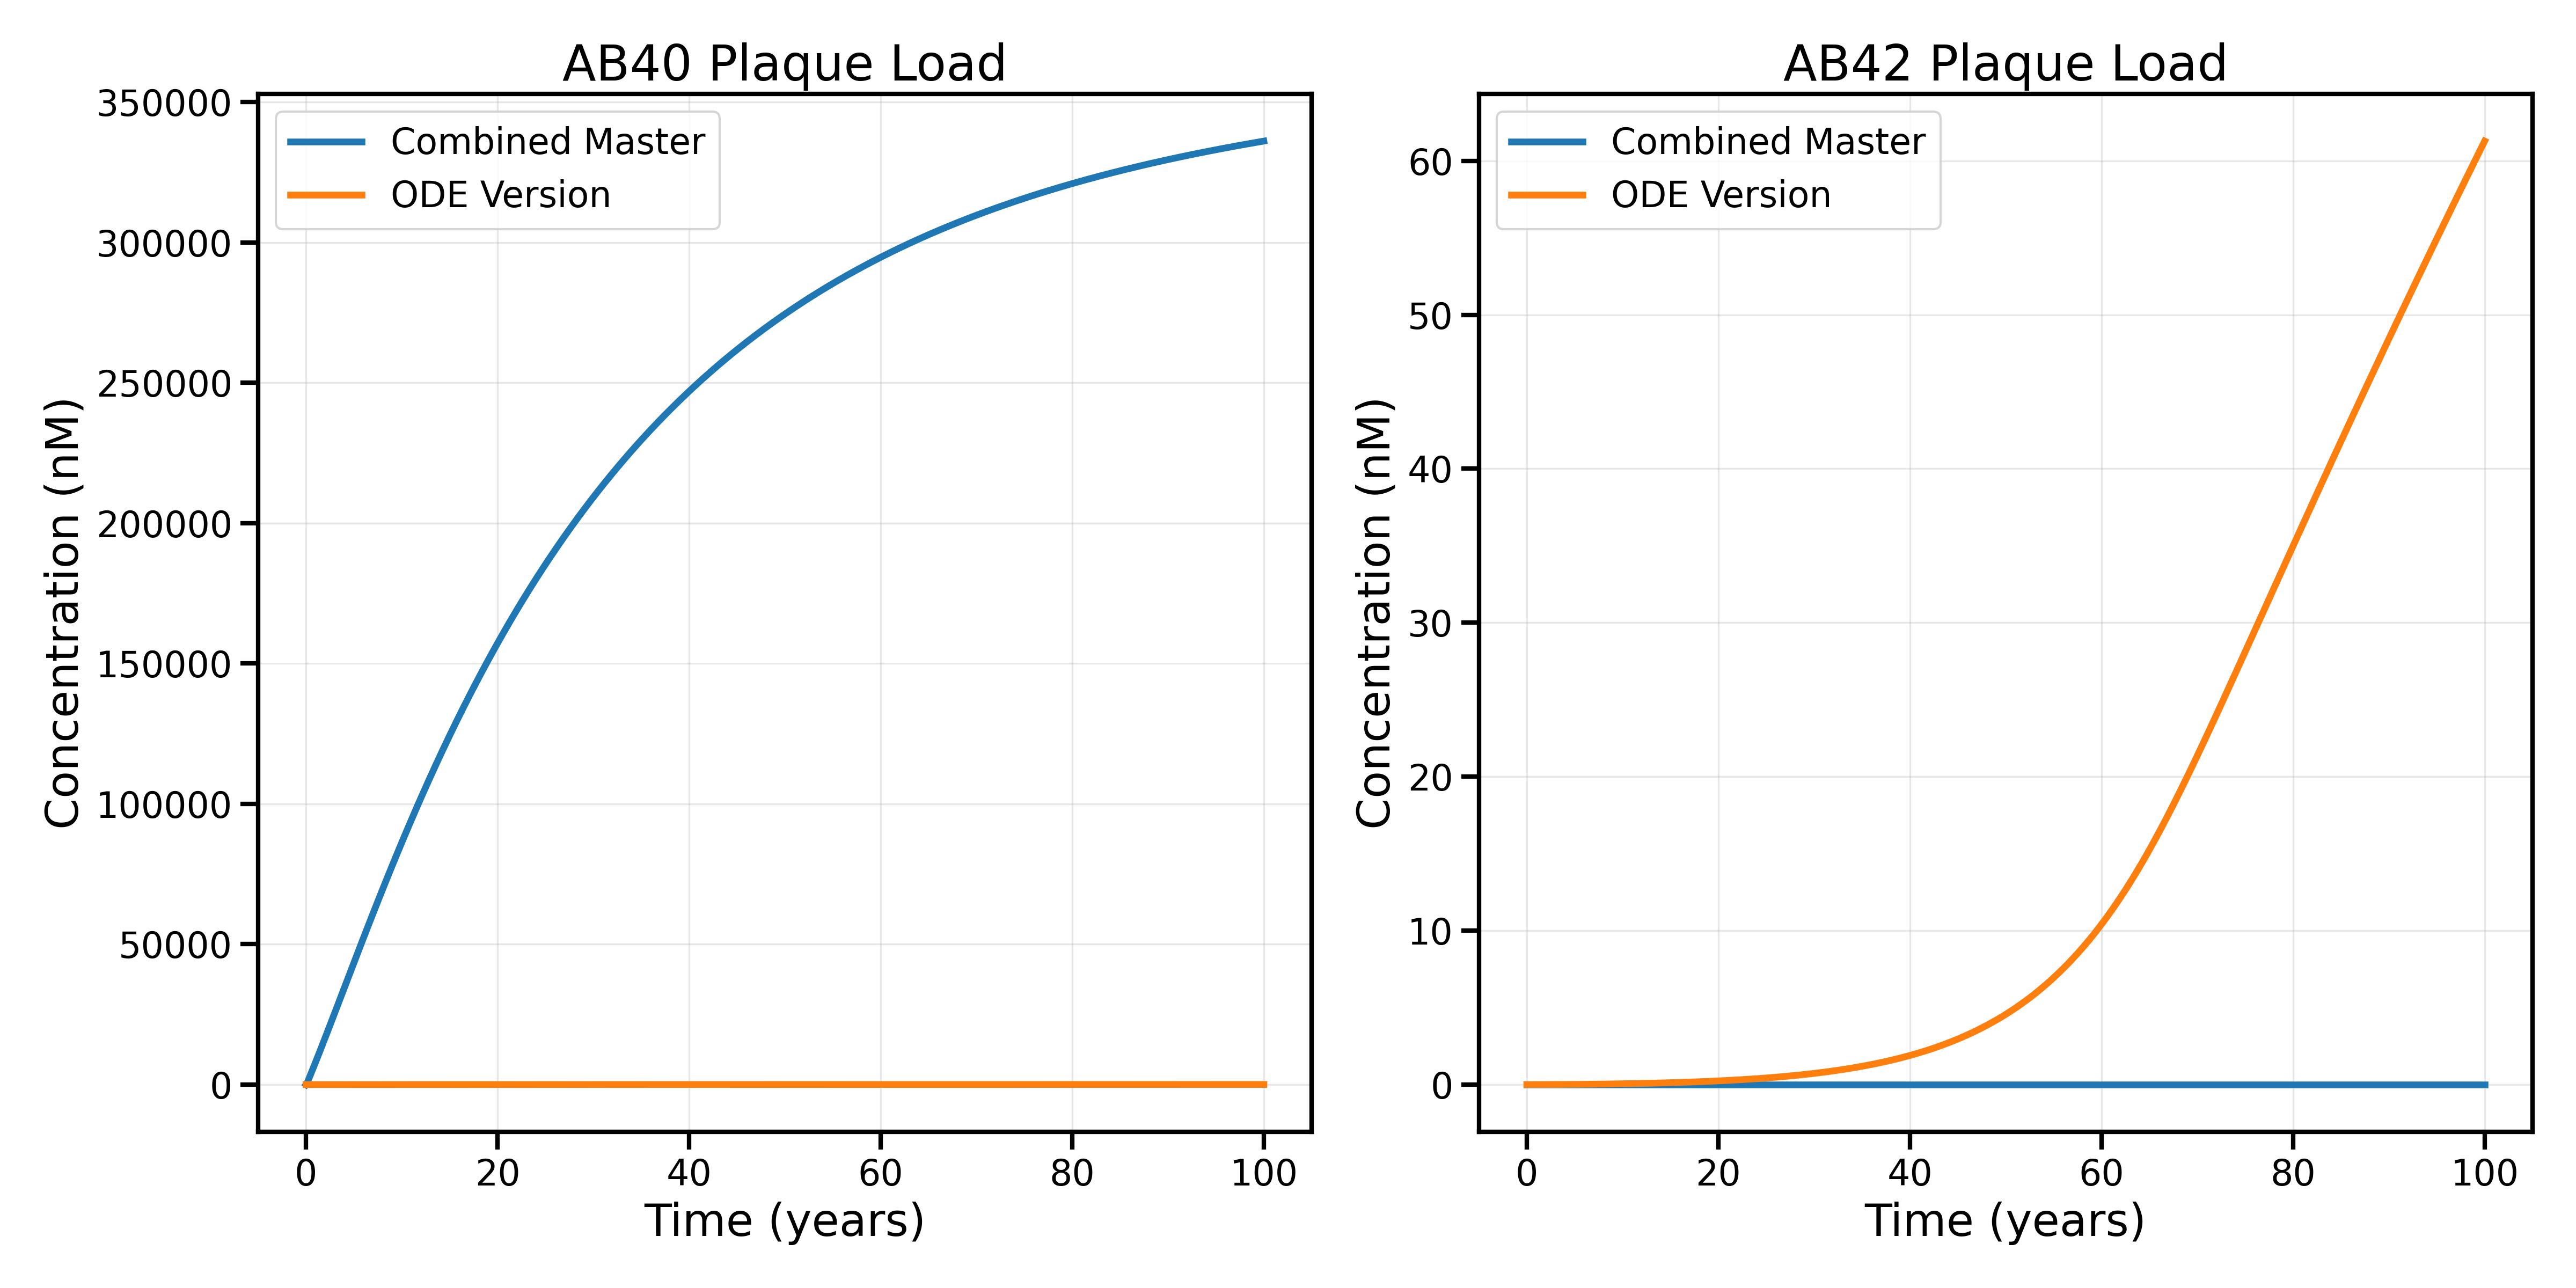 AB40 Plaque Load
350000
300000
250000
200000
150000
100000
50000
0
Concentration (nM)
Combined Master
ODE Version
0 20 40 60 80 100
Time (years)
AB42 Plaque Load
60
50
40
30
20
10
0
Concentration (nM)
Combined Master
ODE Version
0 20 40 60 80 100
Time (years)